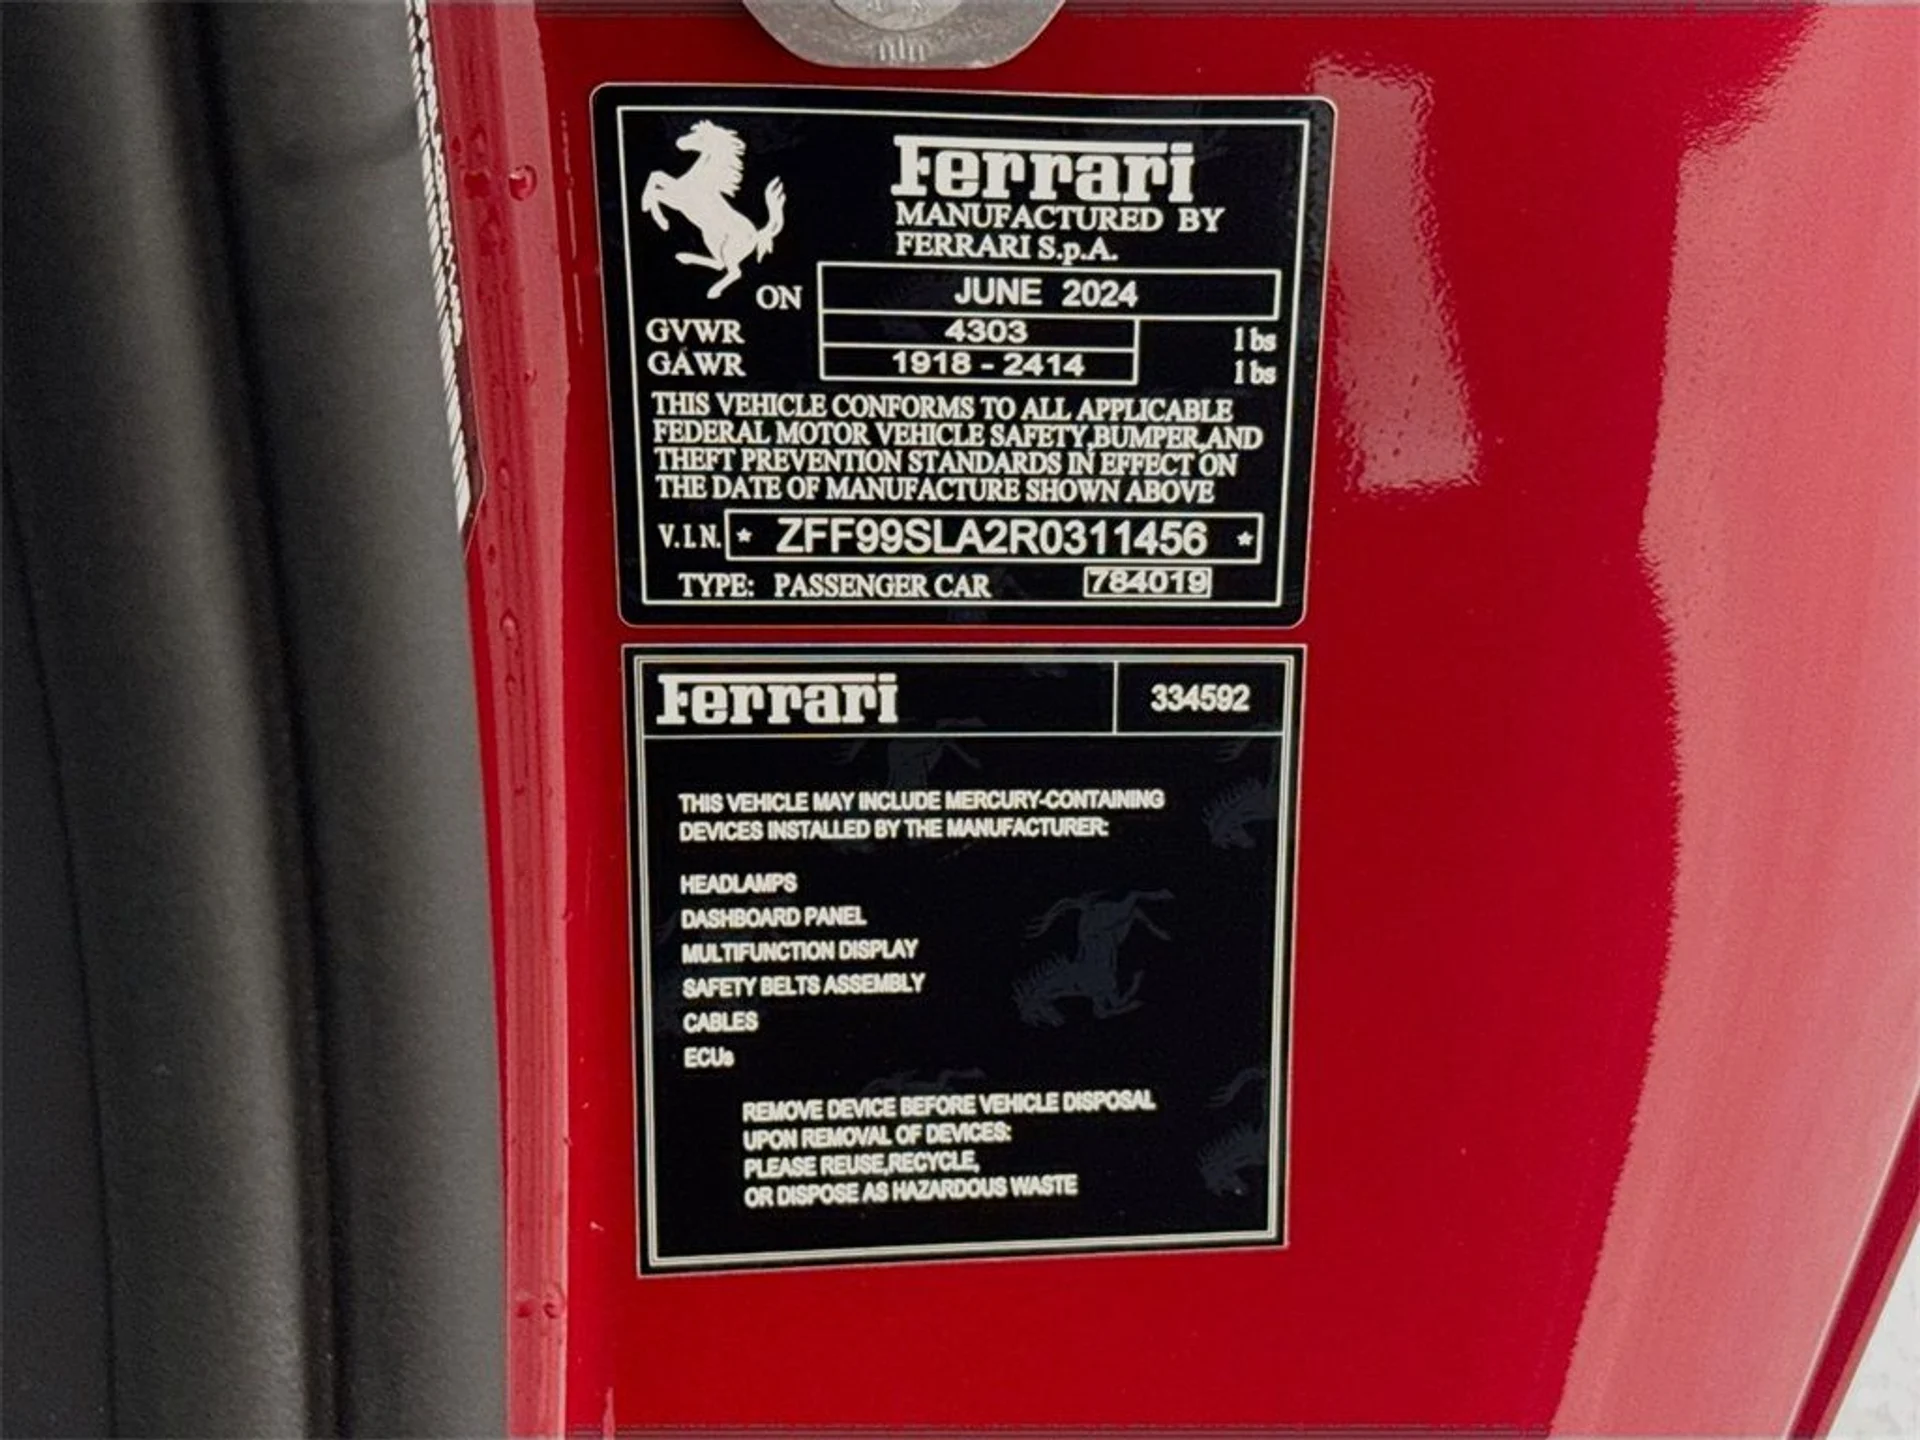 Ferrari
MANUFACTURED BY
FERRARI S.p.A.
ON JUNE 2024
GVWR 4303 lbs
GAWR 1918 - 2414 lbs
THIS VEHICLE CONFORMS TO ALL APPLICABLE
FEDERAL MOTOR VEHICLE SAFETY,BUMPER,AND
THEFT PREVENTION STANDARDS IN EFFECT ON
THE DATE OF MANUFACTURE SHOWN ABOVE
V.I.N. * ZFF99SLA2R0311456 *
TYPE: PASSENGER CAR 784019
Ferrari 334592
THIS VEHICLE MAY INCLUDE MERCURY-CONTAINING
DEVICES INSTALLED BY THE MANUFACTURER:
HEADLAMPS
DASHBOARD PANEL
MULTIFUNCTION DISPLAY
SAFETY BELTS ASSEMBLY
CABLES
ECUs
REMOVE DEVICE BEFORE VEHICLE DISPOSAL
UPON REMOVAL OF DEVICES:
PLEASE REUSE,RECYCLE,
OR DISPOSE AS HAZARDOUS WASTE